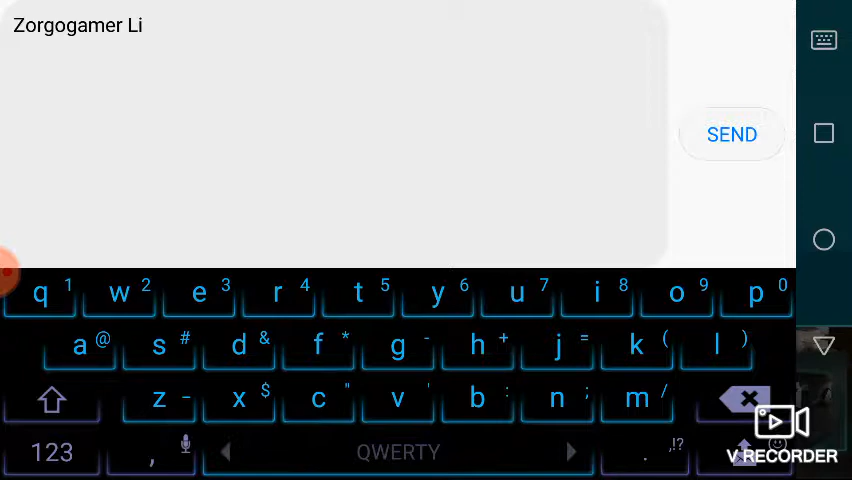 Zorgogamer Li
SEND
q 1 w 2 e 3 r 4 t 5 y 6 u 7 i 8 o 9 p 0
a @ s # d & f * g - h + j = k ( l )
z - x $ c " v ' b : n ; m /
123 , QWERTY . ,!?
V RECORDER